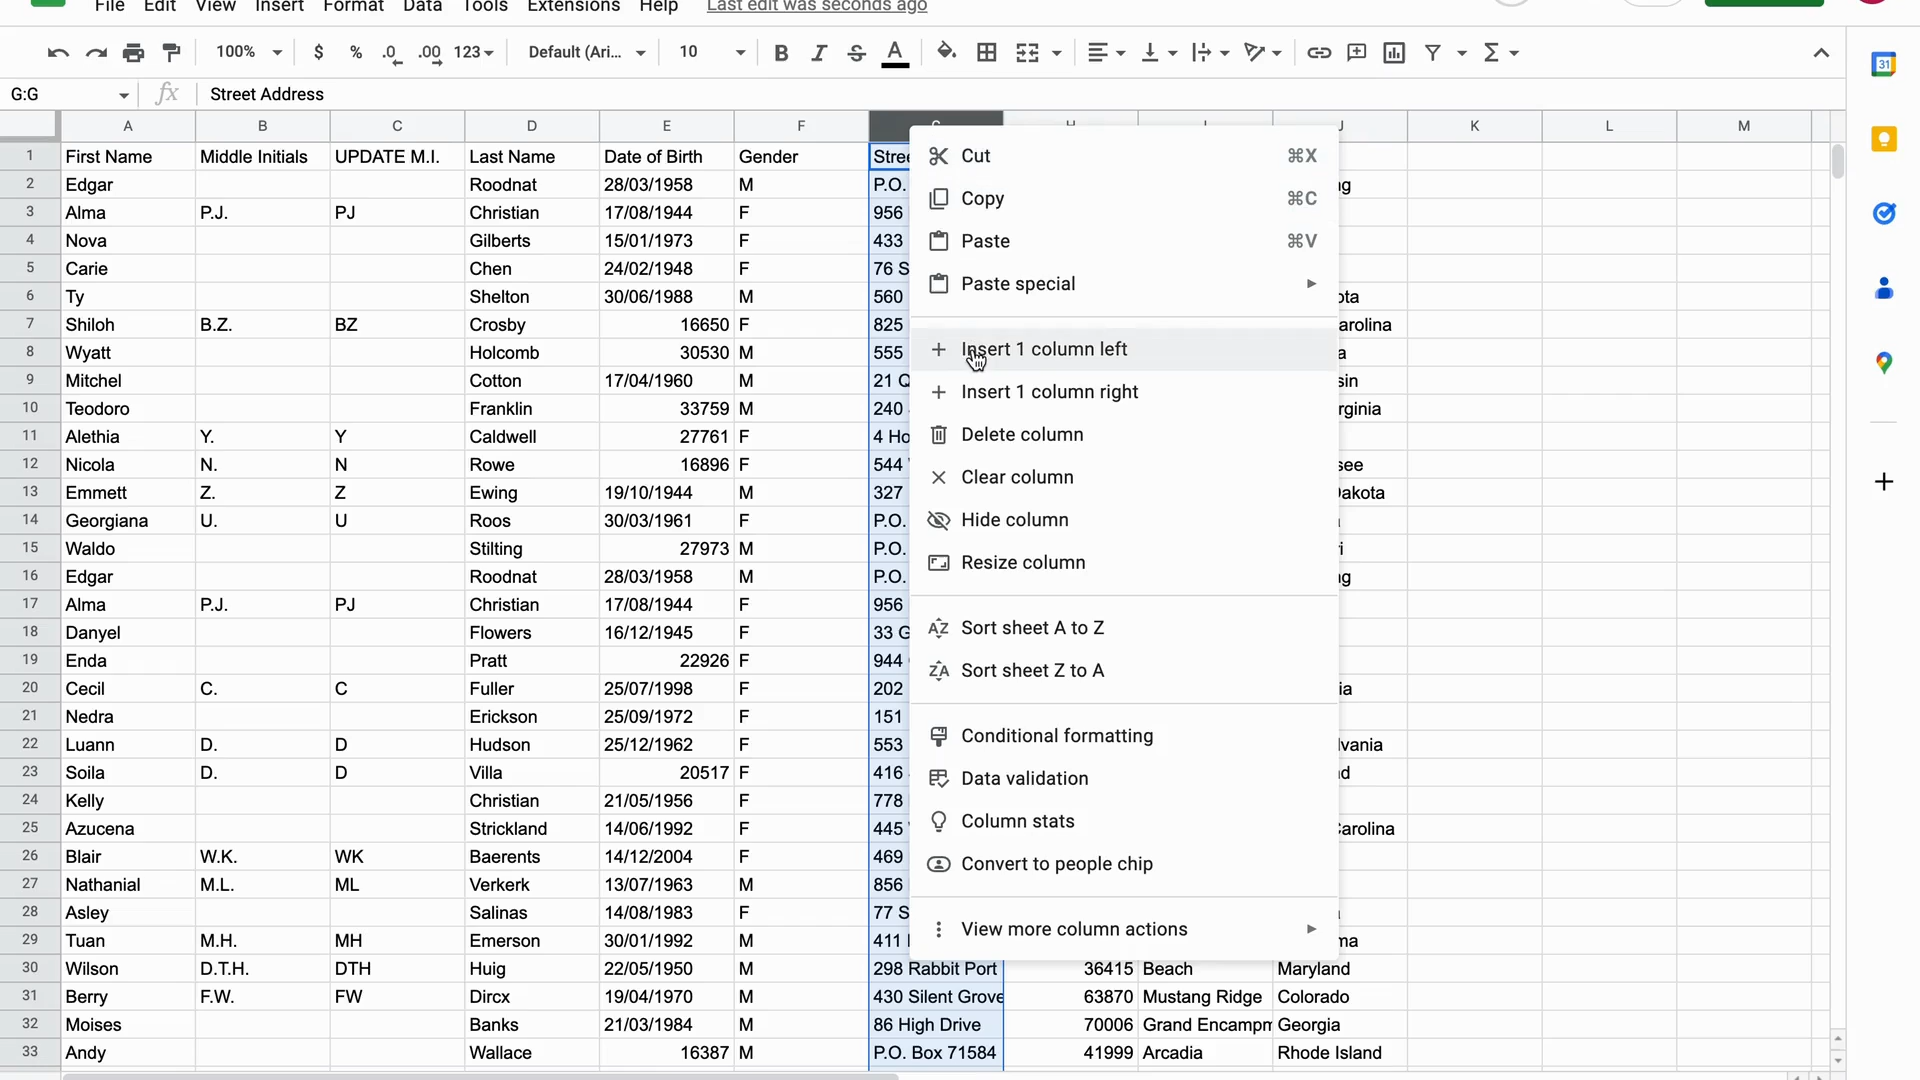 File Edit View Insert Format Data Tools Extensions Help Last edit was seconds ago
100% $ % .0 .00 123 Default (Ari... 10 B I S A Σ 31
G:G fx Street Address
A B C D E F G H I J K L M
1 First Name Middle Initials UPDATE M.I. Last Name Date of Birth Gender Stree
2 Edgar Roodnat 28/03/1958 M P.O. g
3 Alma P.J. PJ Christian 17/08/1944 F 956
4 Nova Gilberts 15/01/1973 F 433
5 Carie Chen 24/02/1948 F 76 S
6 Ty Shelton 30/06/1988 M 560 ota
7 Shiloh B.Z. BZ Crosby 16650 F 825 arolina
8 Wyatt Holcomb 30530 M 555 a
9 Mitchel Cotton 17/04/1960 M 21 Q sin
10 Teodoro Franklin 33759 M 240 rginia
11 Alethia Y. Y Caldwell 27761 F 4 Ho
12 Nicola N. N Rowe 16896 F 544 see
13 Emmett Z. Z Ewing 19/10/1944 M 327 Dakota
14 Georgiana U. U Roos 30/03/1961 F P.O.
15 Waldo Stilting 27973 M P.O. i
16 Edgar Roodnat 28/03/1958 M P.O. g
17 Alma P.J. PJ Christian 17/08/1944 F 956
18 Danyel Flowers 16/12/1945 F 33 G
19 Enda Pratt 22926 F 944
20 Cecil C. C Fuller 25/07/1998 F 202 ia
21 Nedra Erickson 25/09/1972 F 151
22 Luann D. D Hudson 25/12/1962 F 553 lvania
23 Soila D. D Villa 20517 F 416 d
24 Kelly Christian 21/05/1956 F 778
25 Azucena Strickland 14/06/1992 F 445 Carolina
26 Blair W.K. WK Baerents 14/12/2004 F 469
27 Nathanial M.L. ML Verkerk 13/07/1963 M 856
28 Asley Salinas 14/08/1983 F 77 S
29 Tuan M.H. MH Emerson 30/01/1992 M 411 ma
30 Wilson D.T.H. DTH Huig 22/05/1950 M 298 Rabbit Port 36415 Beach Maryland
31 Berry F.W. FW Dircx 19/04/1970 M 430 Silent Grove 63870 Mustang Ridge Colorado
32 Moises Banks 21/03/1984 M 86 High Drive 70006 Grand Encampm Georgia
33 Andy Wallace 16387 M P.O. Box 71584 41999 Arcadia Rhode Island
Cut ⌘X
Copy ⌘C
Paste ⌘V
Paste special
Insert 1 column left
Insert 1 column right
Delete column
Clear column
Hide column
Resize column
Sort sheet A to Z
Sort sheet Z to A
Conditional formatting
Data validation
Column stats
Convert to people chip
View more column actions